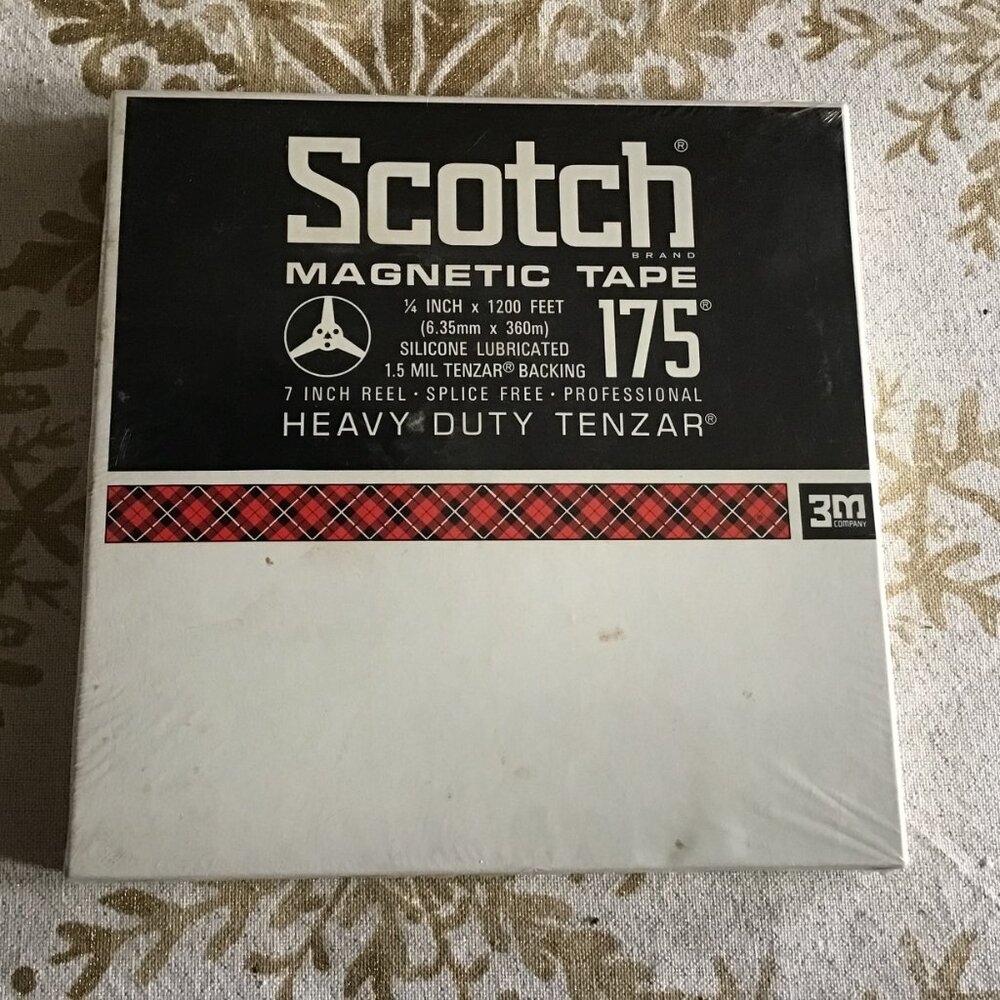 Scotch®
BRAND
MAGNETIC TAPE
¼ INCH x 1200 FEET
(6.35mm x 360m)
SILICONE LUBRICATED
1.5 MIL TENZAR® BACKING
175®
7 INCH REEL · SPLICE FREE · PROFESSIONAL
HEAVY DUTY TENZAR®
3M
COMPANY